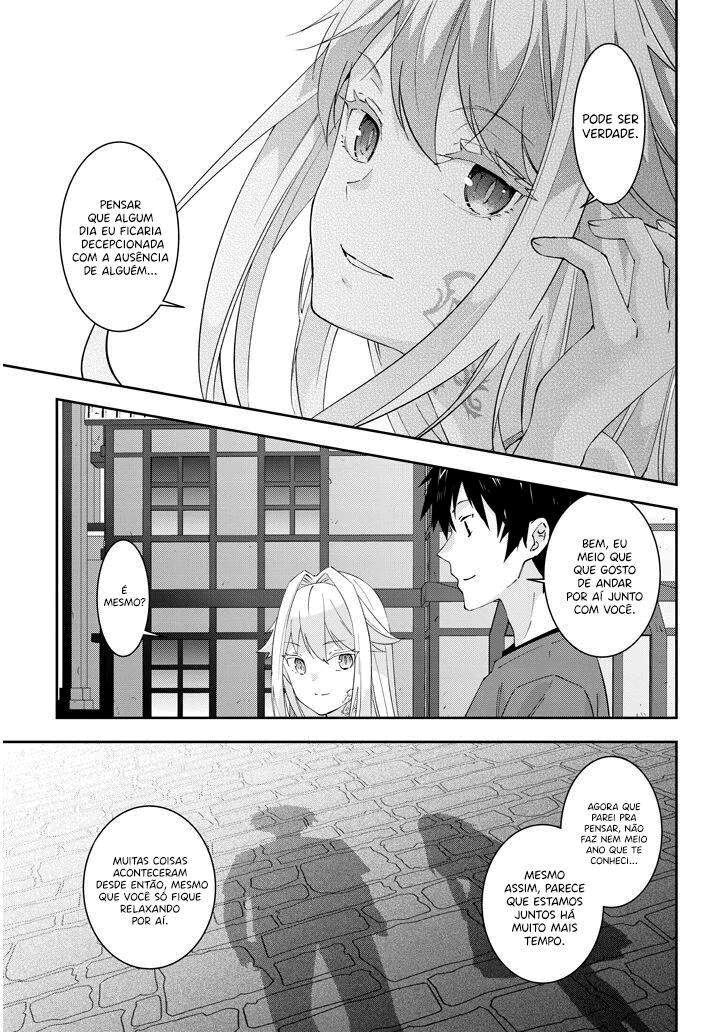 PODE SER
VERDADE.
PENSAR
QUE ALGUM
DIA EU FICARIA
DECEPCIONADA
COM A AUSÊNCIA
DE ALGUÉM...
BEM, EU
MEIO QUE
QUE GOSTO
DE ANDAR
POR AÍ JUNTO
COM VOCÊ.
É
MESMO?
AGORA QUE
PAREI PRA
PENSAR, NÃO
FAZ NEM MEIO
ANO QUE TE
CONHECI...
MESMO
ASSIM, PARECE
QUE ESTAMOS
JUNTOS HÁ
MUITO MAIS
TEMPO.
MUITAS COISAS
ACONTECERAM
DESDE ENTÃO, MESMO
QUE VOCÊ SÓ FIQUE
RELAXANDO
POR AÍ.